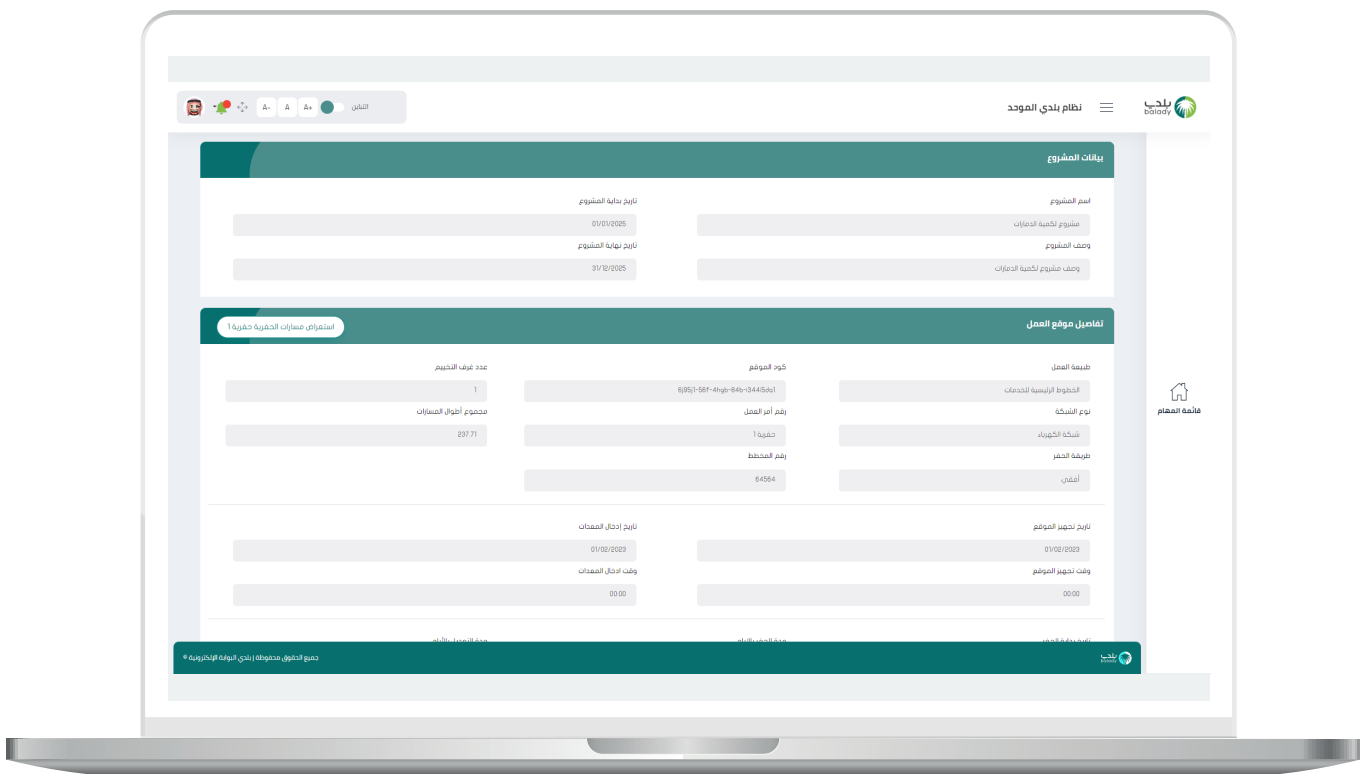 بلدي
balady
نظام بلدي الموحد
التباين
A+
A
A-
قائمة المهام
بيانات المشروع
اسم المشروع
تاريخ بداية المشروع
مشروع لكمية الدمارات
01/01/2025
وصف المشروع
تاريخ نهاية المشروع
وصف مشروع لكمية الدمارات
31/12/2025
تفاصيل موقع العمل
استعراض مسارات الحفرية حفرية 1
طبيعة العمل
كود الموقع
عدد غرف التخييم
الخطوط الرئيسية للخدمات
1
نوع الشبكة
رقم أمر العمل
مجموع أطوال المسارات
شبكة الكهرباء
حفرية 1
237.71
طريقة الحفر
رقم المخطط
أفقي
64564
تاريخ تجهيز الموقع
تاريخ إدخال المعدات
01/02/2023
01/02/2023
وقت تجهيز الموقع
وقت ادخال المعدات
00:00
00:00
بلدي
balady
جميع الحقوق محفوظة | بلدي البوابة الإلكترونية ©